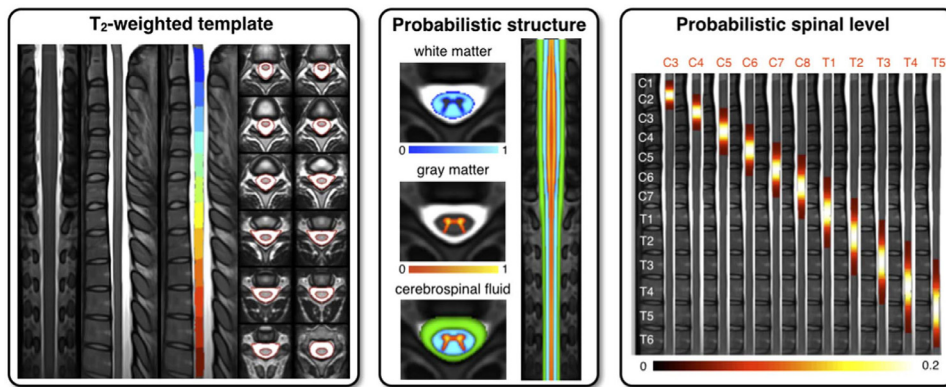 T₂-weighted template
Probabilistic structure
white matter
0 1
gray matter
0 1
cerebrospinal fluid
Probabilistic spinal level
C3 C4 C5 C6 C7 C8 T1 T2 T3 T4 T5
C1
C2
C3
C4
C5
C6
C7
T1
T2
T3
T4
T5
T6
0 0.2